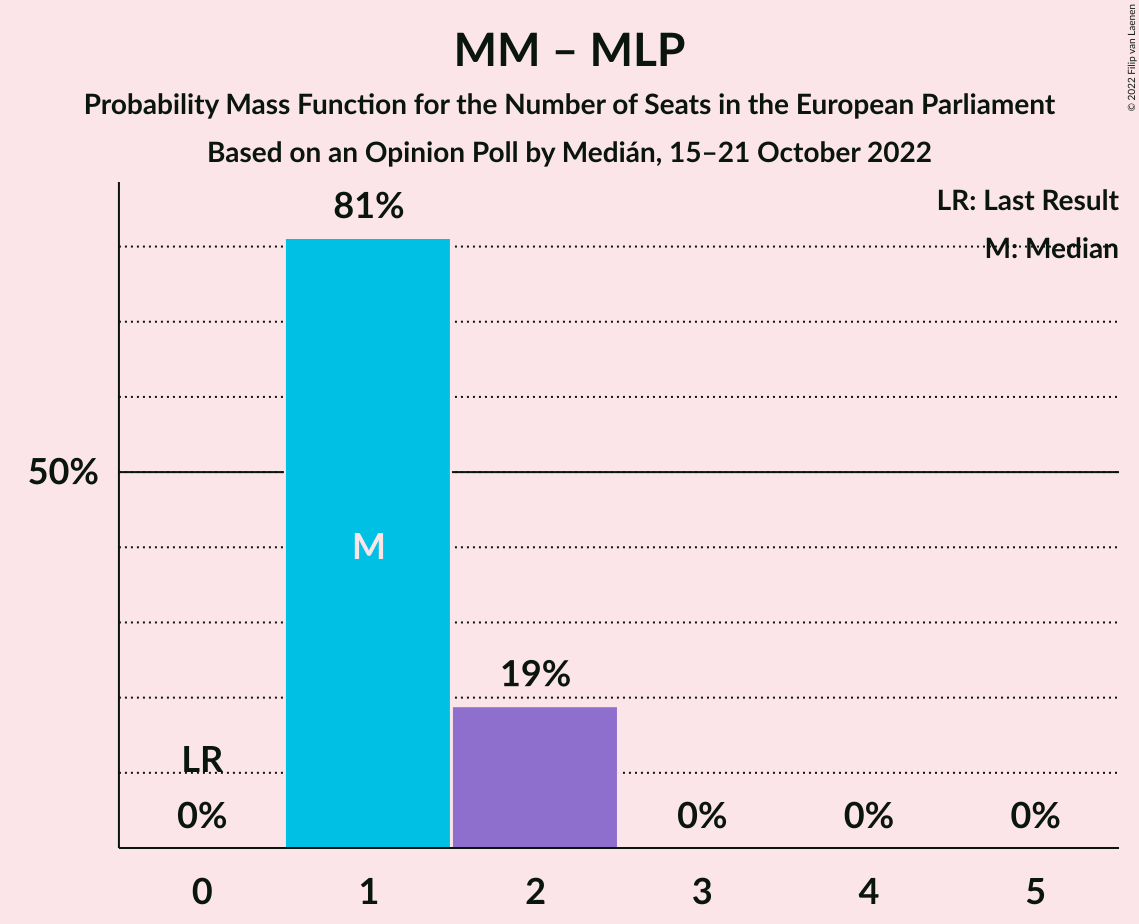 MM – MLP
Probability Mass Function for the Number of Seats in the European Parliament
Based on an Opinion Poll by Medián, 15–21 October 2022
© 2022 Filip van Laenen
LR: Last Result
M: Median
81%
50%
M
19%
LR
0%
0%
0%
0%
0
1
2
3
4
5